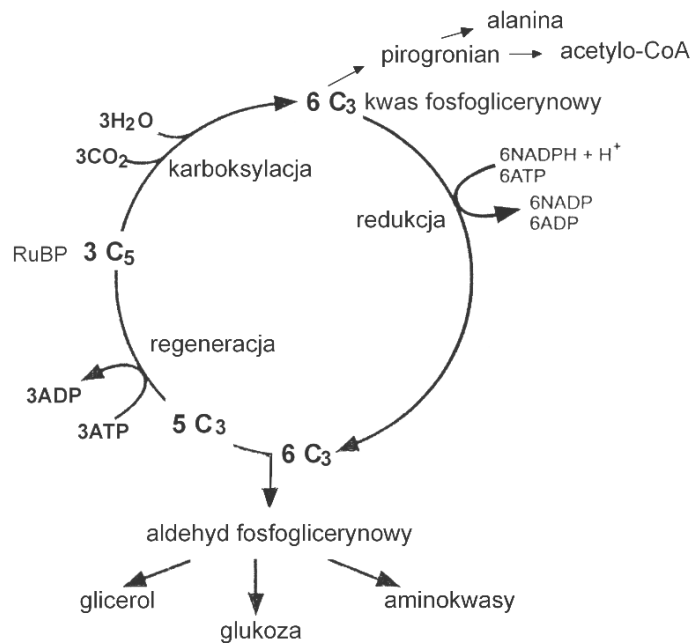 alanina
pirogronian → acetylo-CoA
6 C₃ kwas fosfoglicerynowy
3H₂O
3CO₂
karboksylacja
6NADPH + H⁺
6ATP
6NADP
6ADP
redukcja
RuBP 3 C₅
regeneracja
3ADP
3ATP
5 C₃
6 C₃
aldehyd fosfoglicerynowy
glicerol
glukoza
aminokwasy